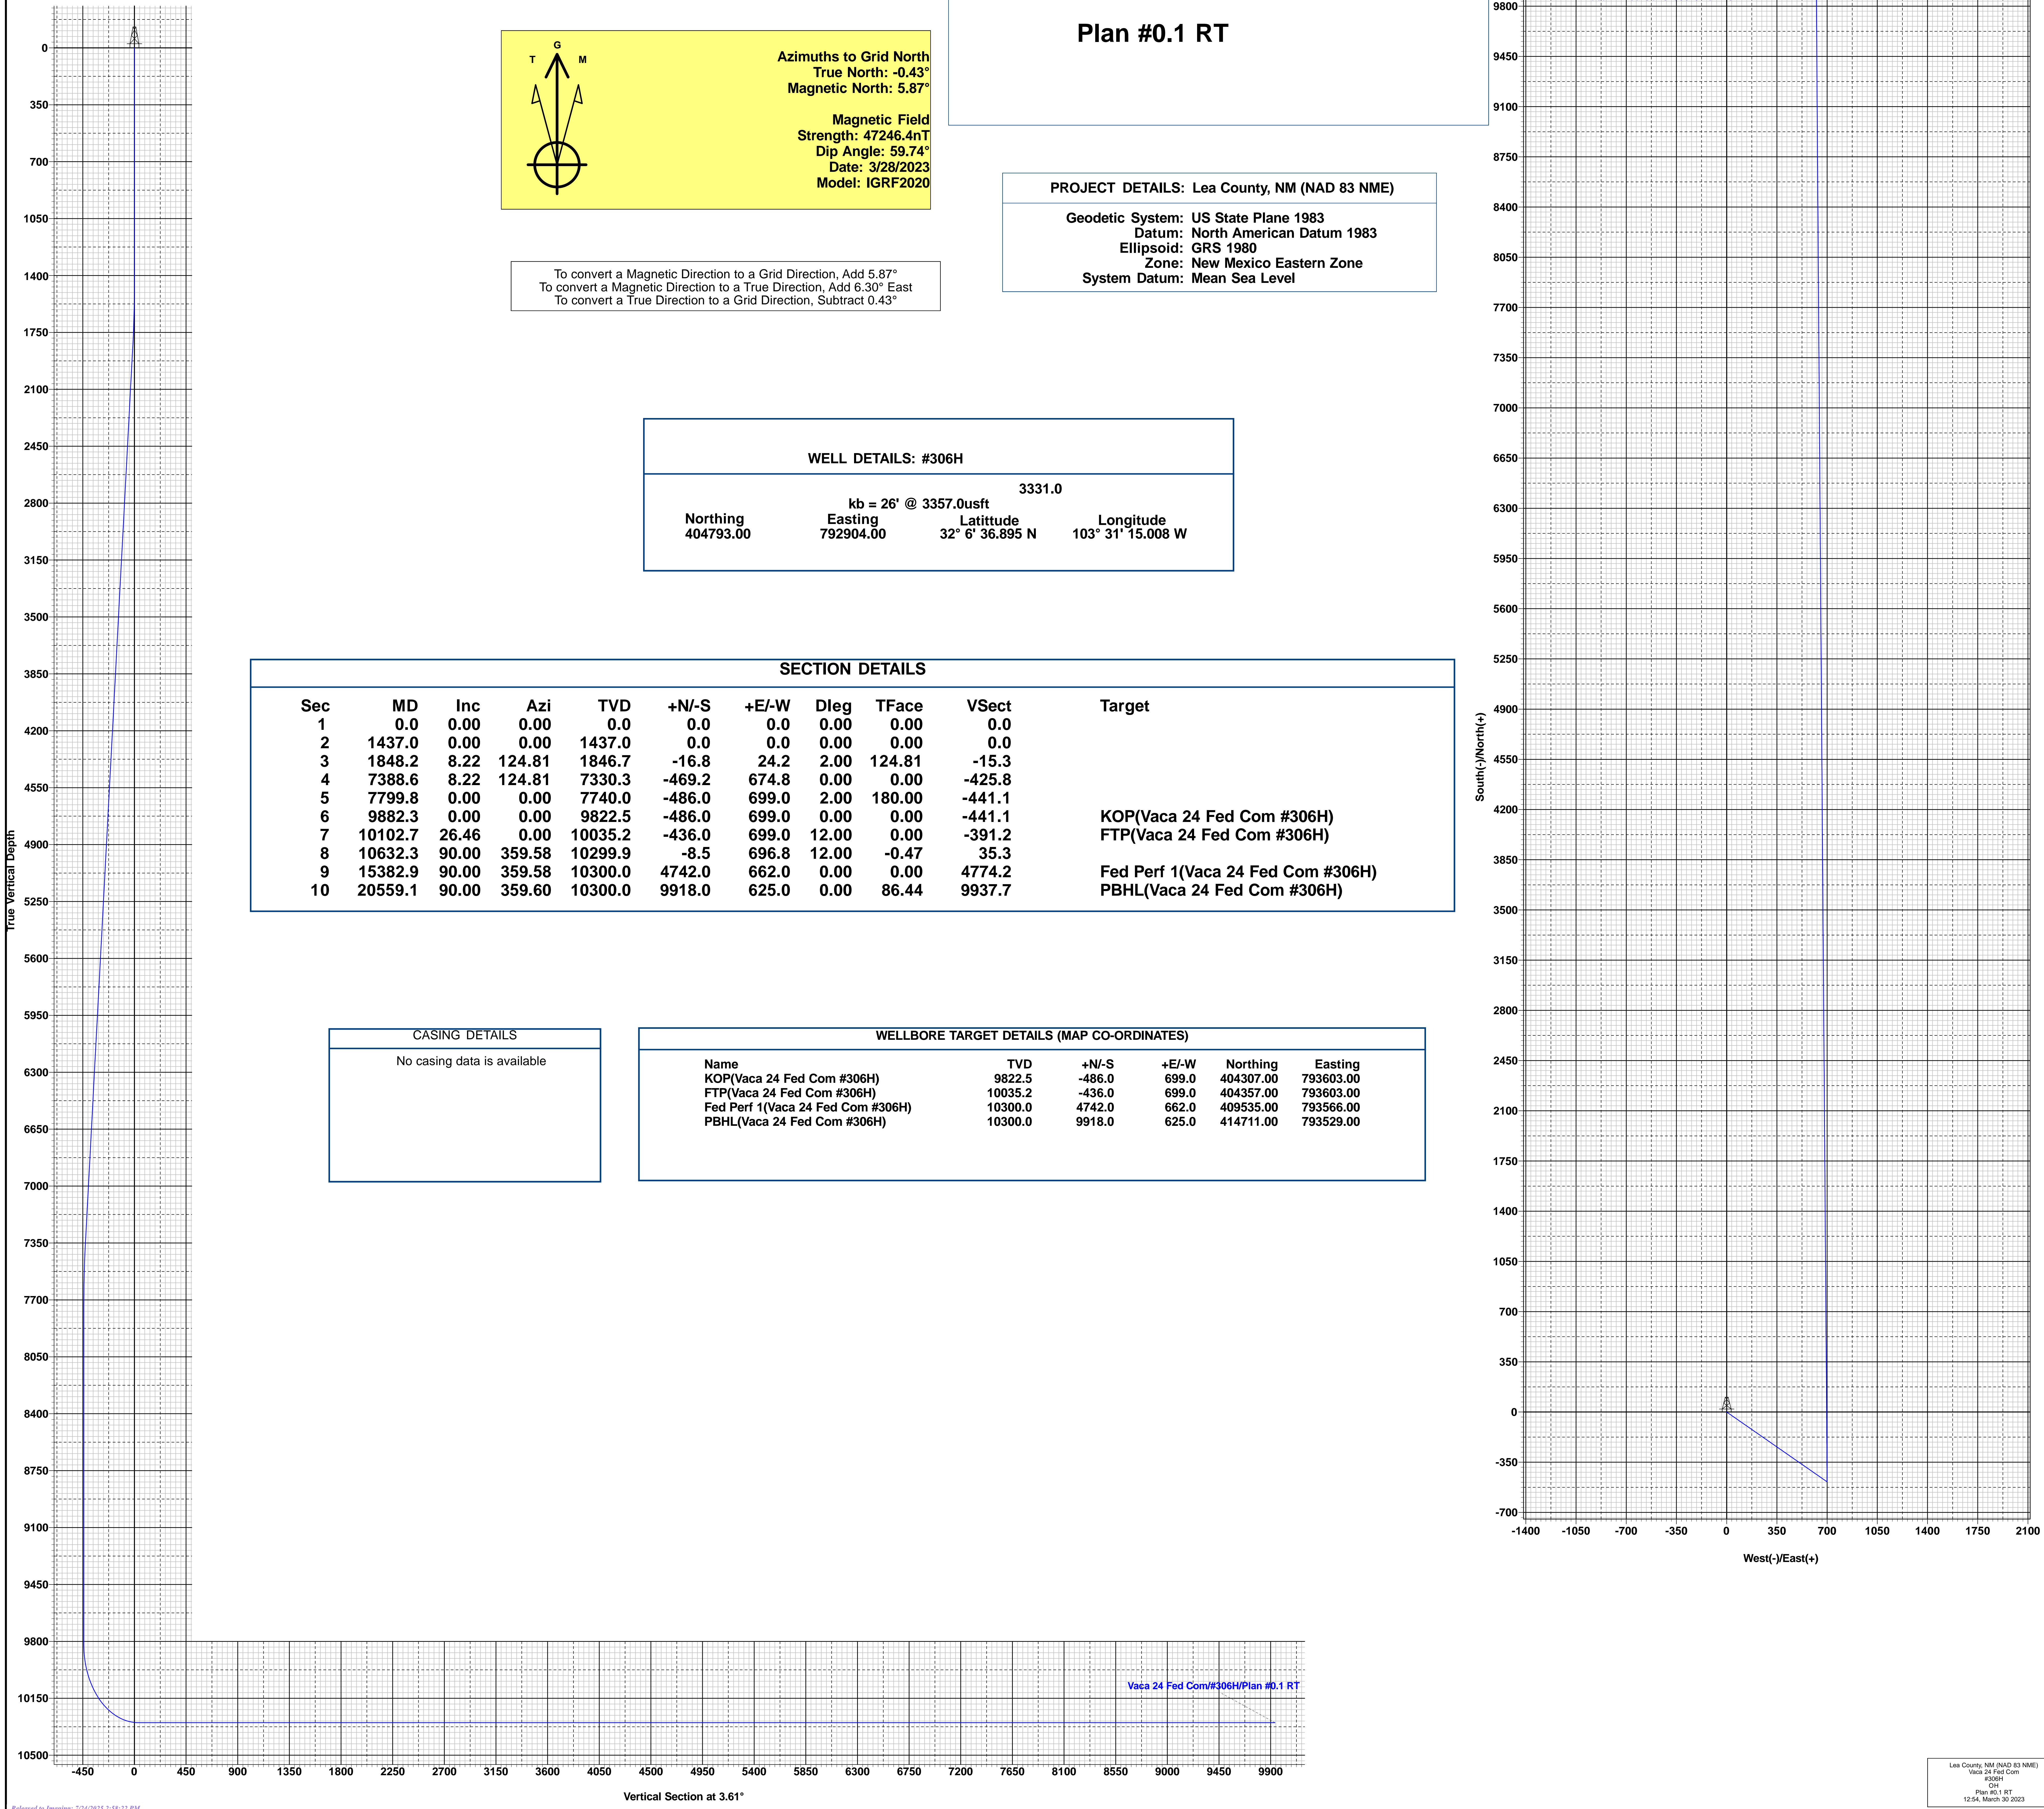 Plan #0.1 RT
T G M
Azimuths to Grid North
True North: -0.43°
Magnetic North: 5.87°
Magnetic Field
Strength: 47246.4nT
Dip Angle: 59.74°
Date: 3/28/2023
Model: IGRF2020
To convert a Magnetic Direction to a Grid Direction, Add 5.87°
To convert a Magnetic Direction to a True Direction, Add 6.30° East
To convert a True Direction to a Grid Direction, Subtract 0.43°
PROJECT DETAILS: Lea County, NM (NAD 83 NME)
Geodetic System: US State Plane 1983
Datum: North American Datum 1983
Ellipsoid: GRS 1980
Zone: New Mexico Eastern Zone
System Datum: Mean Sea Level
WELL DETAILS: #306H
3331.0
kb = 26' @ 3357.0usft
Northing Easting Latittude Longitude
404793.00 792904.00 32° 6' 36.895 N 103° 31' 15.008 W
SECTION DETAILS
Sec MD Inc Azi TVD +N/-S +E/-W Dleg TFace VSect Target
1 0.0 0.00 0.00 0.0 0.0 0.0 0.00 0.00 0.0
2 1437.0 0.00 0.00 1437.0 0.0 0.0 0.00 0.00 0.0
3 1848.2 8.22 124.81 1846.7 -16.8 24.2 2.00 124.81 -15.3
4 7388.6 8.22 124.81 7330.3 -469.2 674.8 0.00 0.00 -425.8
5 7799.8 0.00 0.00 7740.0 -486.0 699.0 2.00 180.00 -441.1
6 9882.3 0.00 0.00 9822.5 -486.0 699.0 0.00 0.00 -441.1 KOP(Vaca 24 Fed Com #306H)
7 10102.7 26.46 0.00 10035.2 -436.0 699.0 12.00 0.00 -391.2 FTP(Vaca 24 Fed Com #306H)
8 10632.3 90.00 359.58 10299.9 -8.5 696.8 12.00 -0.47 35.3
9 15382.9 90.00 359.58 10300.0 4742.0 662.0 0.00 0.00 4774.2 Fed Perf 1(Vaca 24 Fed Com #306H)
10 20559.1 90.00 359.60 10300.0 9918.0 625.0 0.00 86.44 9937.7 PBHL(Vaca 24 Fed Com #306H)
CASING DETAILS
No casing data is available
WELLBORE TARGET DETAILS (MAP CO-ORDINATES)
Name TVD +N/-S +E/-W Northing Easting
KOP(Vaca 24 Fed Com #306H) 9822.5 -486.0 699.0 404307.00 793603.00
FTP(Vaca 24 Fed Com #306H) 10035.2 -436.0 699.0 404357.00 793603.00
Fed Perf 1(Vaca 24 Fed Com #306H) 10300.0 4742.0 662.0 409535.00 793566.00
PBHL(Vaca 24 Fed Com #306H) 10300.0 9918.0 625.0 414711.00 793529.00
True Vertical Depth
0
350
700
1050
1400
1750
2100
2450
2800
3150
3500
3850
4200
4550
4900
5250
5600
5950
6300
6650
7000
7350
7700
8050
8400
8750
9100
9450
9800
10150
10500
-450 0 450 900 1350 1800 2250 2700 3150 3600 4050 4500 4950 5400 5850 6300 6750 7200 7650 8100 8550 9000 9450 9900
Vertical Section at 3.61°
Vaca 24 Fed Com/#306H/Plan #0.1 RT
South(-)/North(+)
9800
9450
9100
8750
8400
8050
7700
7350
7000
6650
6300
5950
5600
5250
4900
4550
4200
3850
3500
3150
2800
2450
2100
1750
1400
1050
700
350
0
-350
-700
-1400 -1050 -700 -350 0 350 700 1050 1400 1750 2100
West(-)/East(+)
Lea County, NM (NAD 83 NME)
Vaca 24 Fed Com
#306H
OH
Plan #0.1 RT
12:54, March 30 2023
Released to Imaging: 7/24/2025 2:58:22 PM